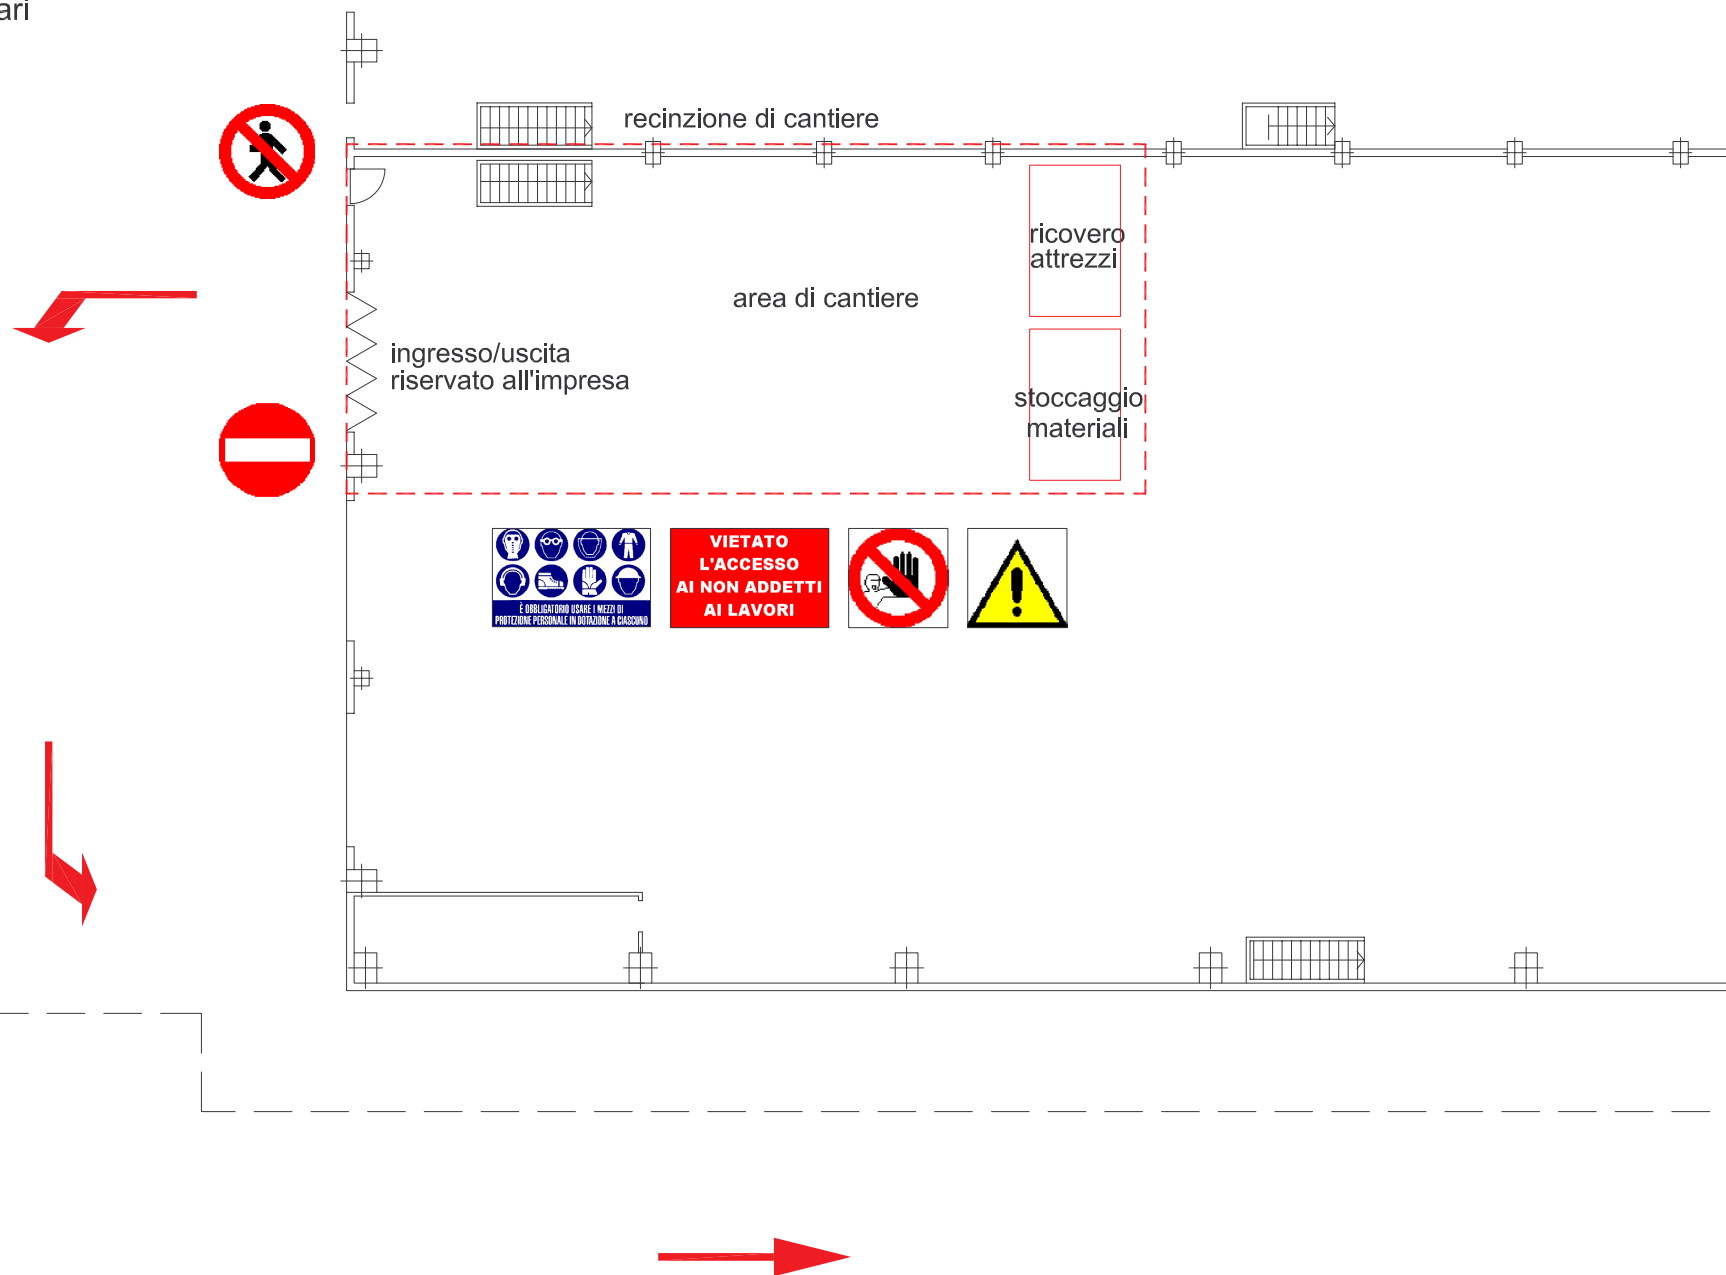 ari
recinzione di cantiere
ricovero
attrezzi
area di cantiere
ingresso/uscita
riservato all'impresa
stoccaggio
materiali
È OBBLIGATORIO USARE I MEZZI DI
PROTEZIONE PERSONALE IN DOTAZIONE A CIASCUNO
VIETATO
L'ACCESSO
AI NON ADDETTI
AI LAVORI